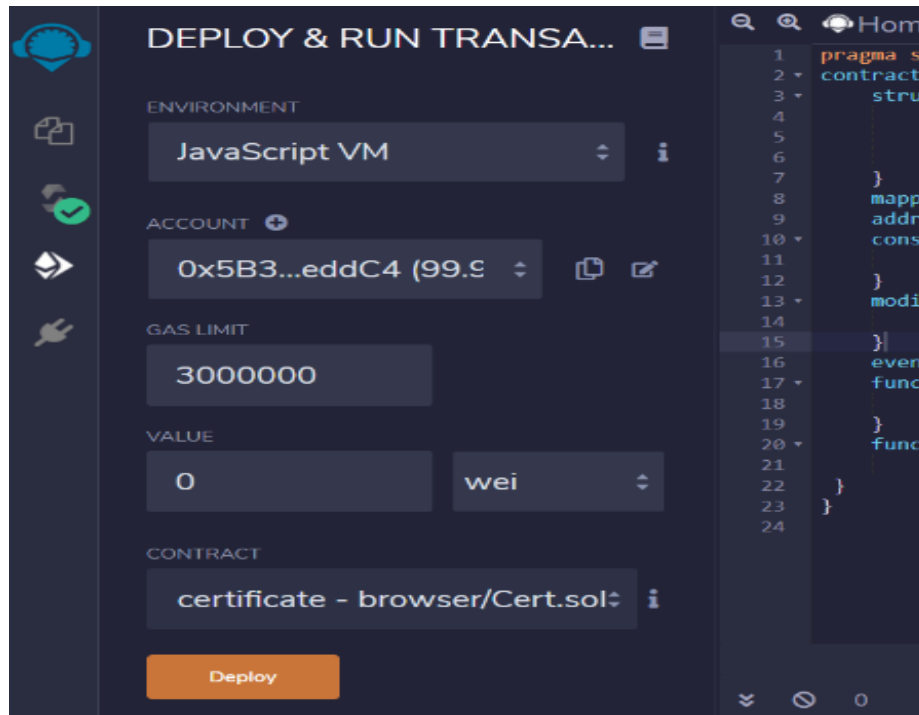 DEPLOY & RUN TRANSA...
ENVIRONMENT
JavaScript VM
i
ACCOUNT
0x5B3...eddC4 (99.9
GAS LIMIT
3000000
VALUE
0
wei
CONTRACT
certificate - browser/Cert.sol
i
Deploy
Hom
1 pragma s
2 contract
3 stru
4
5
6
7 }
8 mapp
9 addr
10 cons
11
12 }
13 modi
14
15 }
16 even
17 func
18
19 }
20 func
21
22 }
23 }
24
0